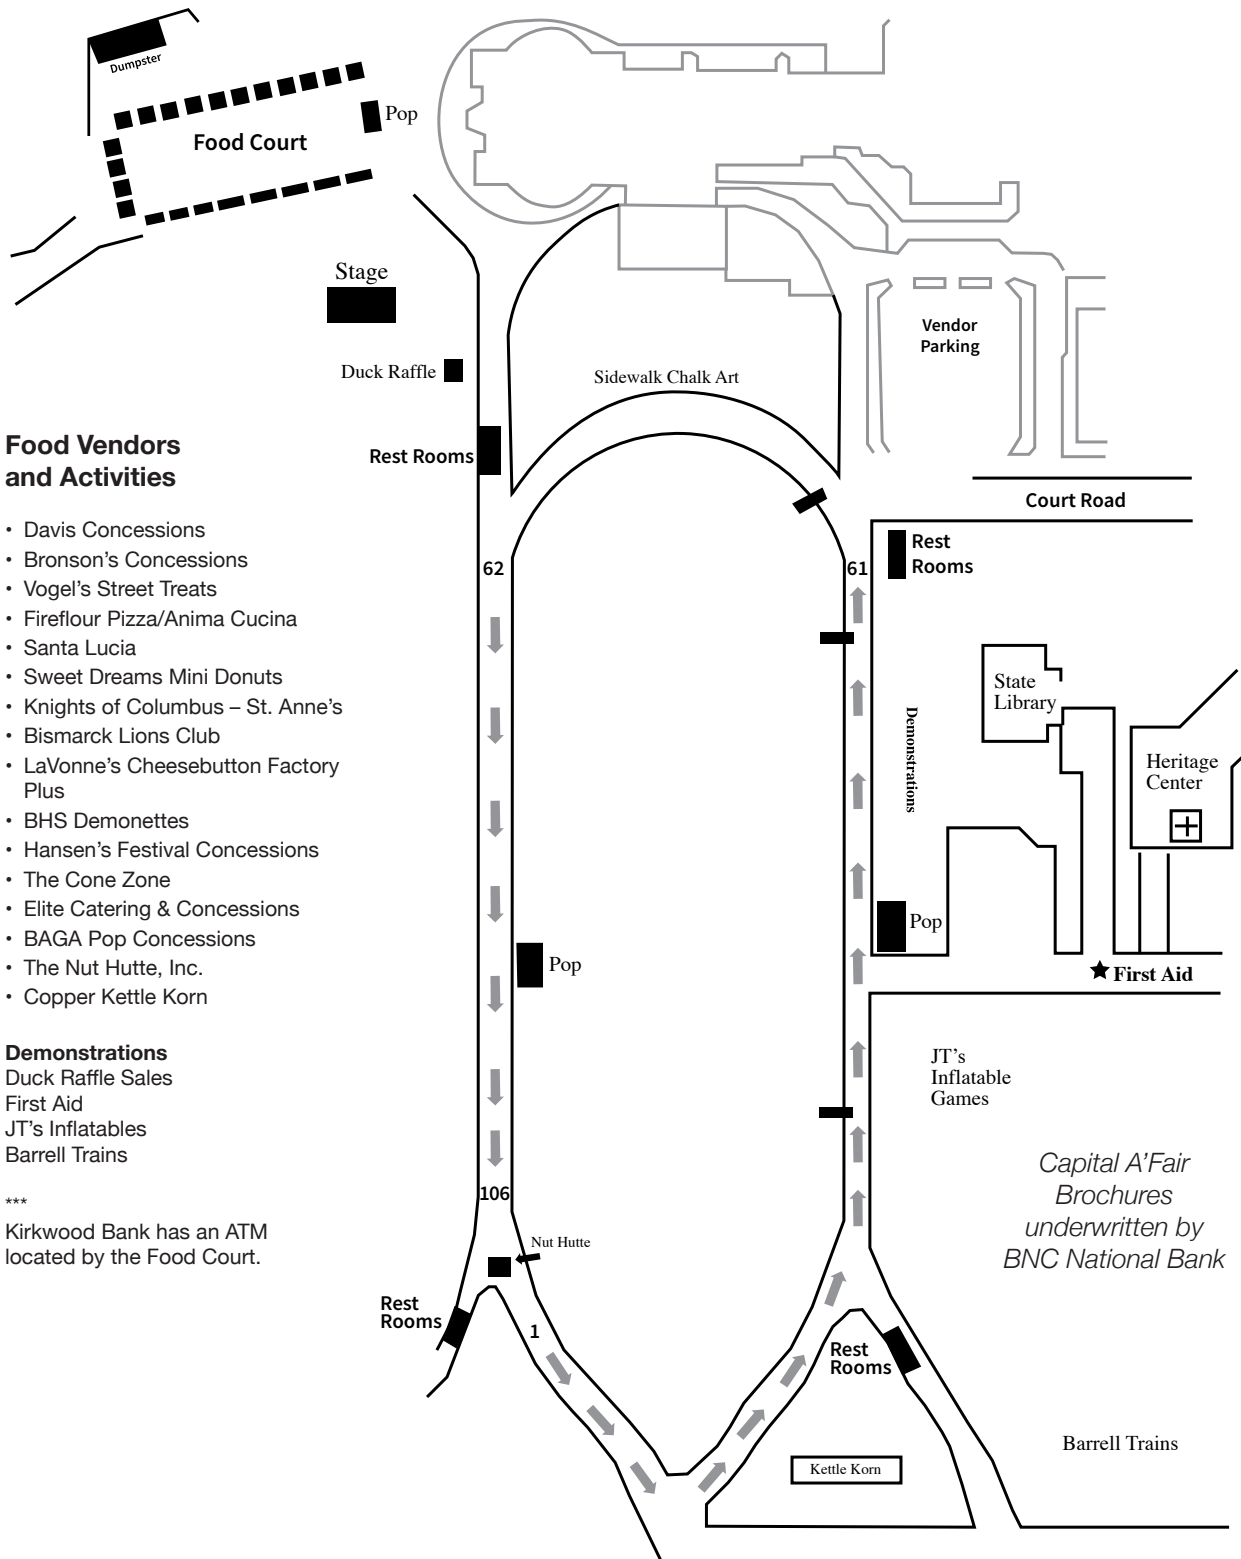 Dumpster
Pop
Food Court
Stage
Vendor
Parking
Duck Raffle
Sidewalk Chalk Art
Food Vendors
and Activities
Rest Rooms
Court Road
• Davis Concessions
• Bronson’s Concessions
• Vogel’s Street Treats
• Fireflour Pizza/Anima Cucina
• Santa Lucia
• Sweet Dreams Mini Donuts
• Knights of Columbus – St. Anne’s
• Bismarck Lions Club
• LaVonne’s Cheesebutton Factory
Plus
• BHS Demonettes
• Hansen’s Festival Concessions
• The Cone Zone
• Elite Catering & Concessions
• BAGA Pop Concessions
• The Nut Hutte, Inc.
• Copper Kettle Korn
Demonstrations
Duck Raffle Sales
First Aid
JT’s Inflatables
Barrell Trains
***
Kirkwood Bank has an ATM
located by the Food Court.
Rest
Rooms
62
61
State
Library
Demonstrations
Heritage
Center
Pop
Pop
First Aid
JT’s
Inflatable
Games
Capital A’Fair
Brochures
underwritten by
BNC National Bank
106
Nut Hutte
Rest
Rooms
1
Rest
Rooms
Barrell Trains
Kettle Korn